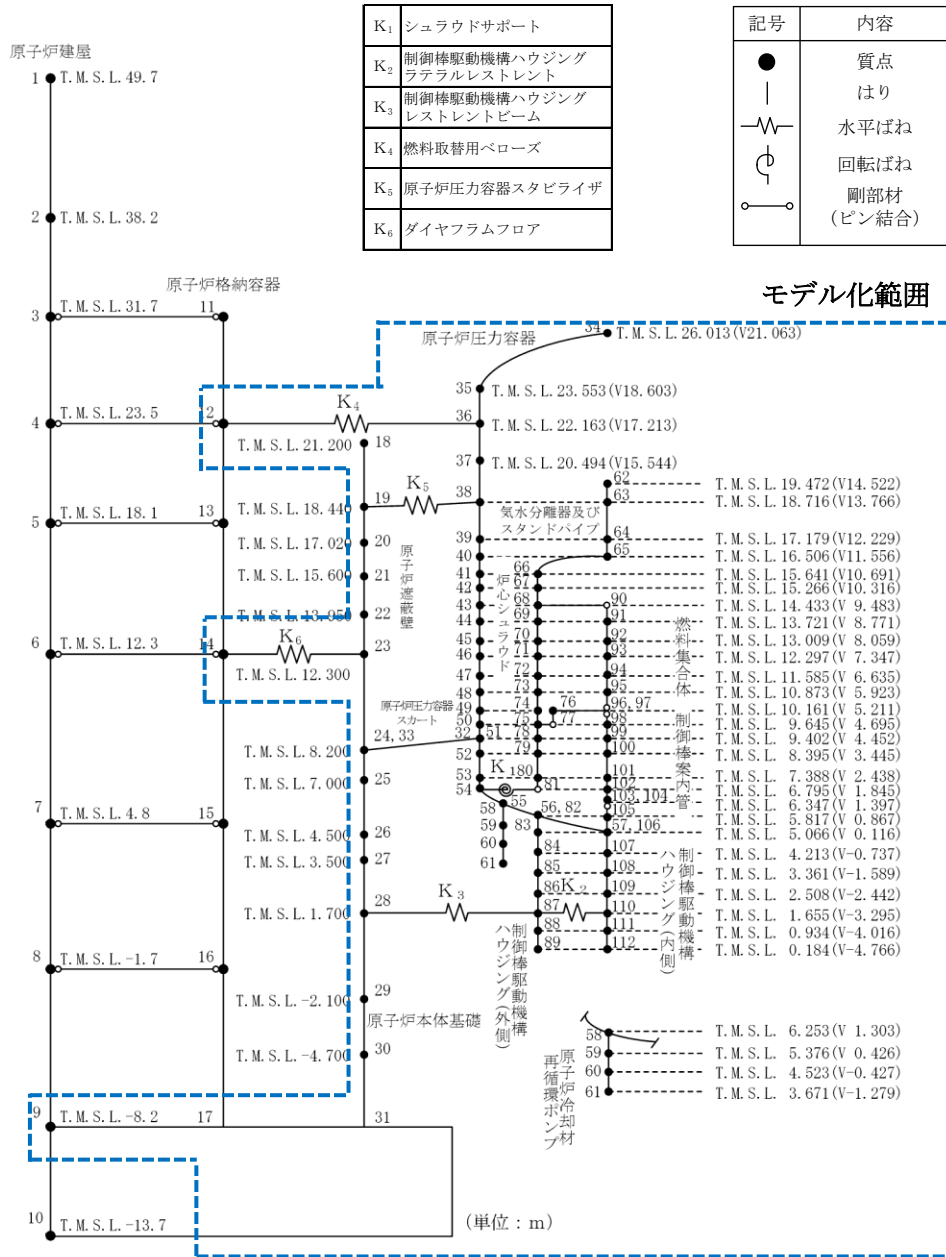 K₁ シュラウドサポート
K₂ 制御棒駆動機構ハウジング
ラテラルレストレント
K₃ 制御棒駆動機構ハウジング
レストレントビーム
K₄ 燃料取替用ベローズ
K₅ 原子炉圧力容器スタビライザ
K₆ ダイヤフラムフロア
記号 内容
質点
はり
水平ばね
回転ばね
剛部材
(ピン結合)
モデル化範囲
原子炉建屋
1 T.M.S.L.49.7
2 T.M.S.L.38.2
3 T.M.S.L.31.7
4 T.M.S.L.23.5
5 T.M.S.L.18.1
6 T.M.S.L.12.3
7 T.M.S.L.4.8
8 T.M.S.L.-1.7
9 T.M.S.L.-8.2
10 T.M.S.L.-13.7
原子炉格納容器
11
12
13
14
15
16
17
K₄
K₅
K₆
K₃
K₂
K₁
T.M.S.L.21.200 18
T.M.S.L.18.440 19
T.M.S.L.17.020 20
T.M.S.L.15.600 21
T.M.S.L.13.950 22
T.M.S.L.12.300 23
原子炉遮蔽壁
原子炉圧力容器
スカート
T.M.S.L.8.200 24,33
T.M.S.L.7.000 25
T.M.S.L.4.500 26
T.M.S.L.3.500 27
T.M.S.L.1.700 28
T.M.S.L.-2.100 29
T.M.S.L.-4.700 30
31
原子炉本体基礎
原子炉圧力容器
34 T.M.S.L.26.013(V21.063)
35 T.M.S.L.23.553(V18.603)
36 T.M.S.L.22.163(V17.213)
37 T.M.S.L.20.494(V15.544)
38
39
40
41
42
43
44
45
46
47
48
49
50
32 51
52
53
54
55
56,82
57,106
58
59
60
61
気水分離器及び
スタンドパイプ
62
63
64
65
炉心シュラウド
66
67
68
69
70
71
72
73
74
75
76
77
78
79
80
81
83
84
85
86
87
88
89
燃料集合体
90
91
92
93
94
95
96,97
制御棒案内管
98
99
100
101
102
103,104
105
107
108
109
110
111
112
制御棒駆動機構
ハウジング(外側)
制御棒駆動機構
ハウジング(内側)
T.M.S.L.19.472(V14.522)
T.M.S.L.18.716(V13.766)
T.M.S.L.17.179(V12.229)
T.M.S.L.16.506(V11.556)
T.M.S.L.15.641(V10.691)
T.M.S.L.15.266(V10.316)
T.M.S.L.14.433(V 9.483)
T.M.S.L.13.721(V 8.771)
T.M.S.L.13.009(V 8.059)
T.M.S.L.12.297(V 7.347)
T.M.S.L.11.585(V 6.635)
T.M.S.L.10.873(V 5.923)
T.M.S.L.10.161(V 5.211)
T.M.S.L. 9.645(V 4.695)
T.M.S.L. 9.402(V 4.452)
T.M.S.L. 8.395(V 3.445)
T.M.S.L. 7.388(V 2.438)
T.M.S.L. 6.795(V 1.845)
T.M.S.L. 6.347(V 1.397)
T.M.S.L. 5.817(V 0.867)
T.M.S.L. 5.066(V 0.116)
T.M.S.L. 4.213(V-0.737)
T.M.S.L. 3.361(V-1.589)
T.M.S.L. 2.508(V-2.442)
T.M.S.L. 1.655(V-3.295)
T.M.S.L. 0.934(V-4.016)
T.M.S.L. 0.184(V-4.766)
58 T.M.S.L. 6.253(V 1.303)
59 T.M.S.L. 5.376(V 0.426)
60 T.M.S.L. 4.523(V-0.427)
61 T.M.S.L. 3.671(V-1.279)
原子炉冷却材
再循環ポンプ
(単位：m)